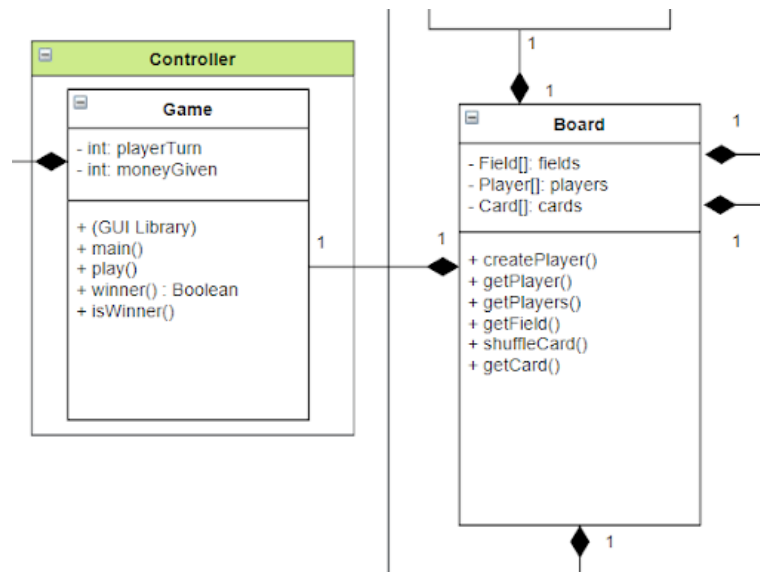 Controller
Game
- int: playerTurn
- int: moneyGiven
+ (GUI Library)
+ main()
+ play()
+ winner() : Boolean
+ isWinner()
1
1
1
1
Board
- Field[]: fields
- Player[]: players
- Card[]: cards
+ createPlayer()
+ getPlayer()
+ getPlayers()
+ getField()
+ shuffleCard()
+ getCard()
1
1
1